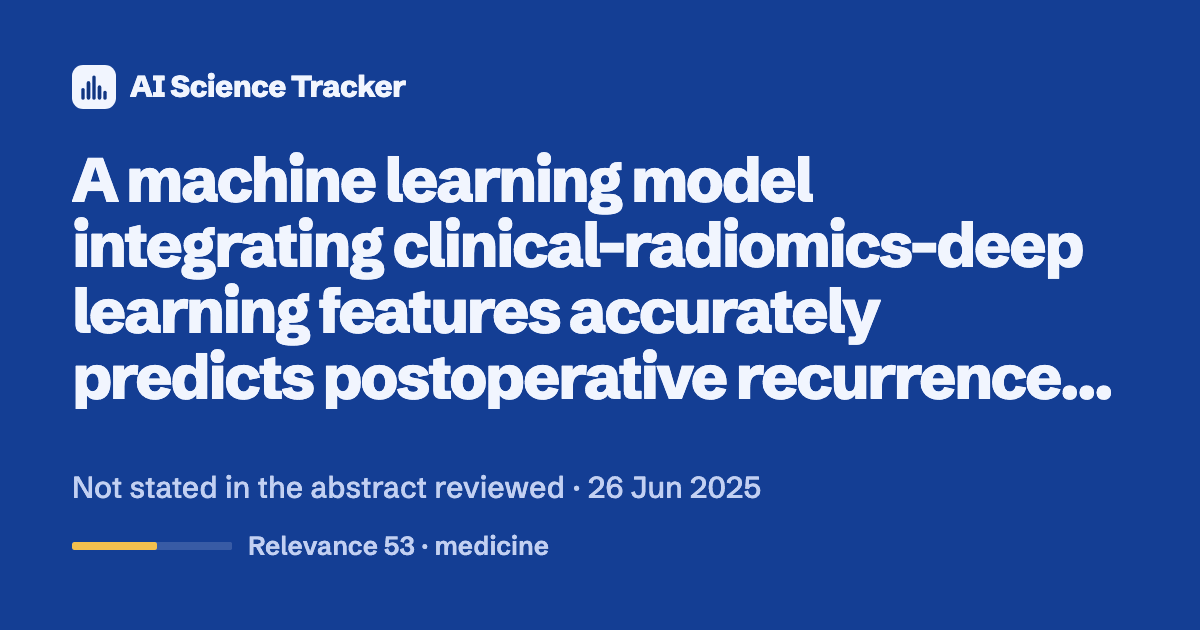 AI Science Tracker
A machine learning model
integrating clinical-radiomics-deep
learning features accurately
predicts postoperative recurrence...
Not stated in the abstract reviewed · 26 Jun 2025
Relevance 53 · medicine